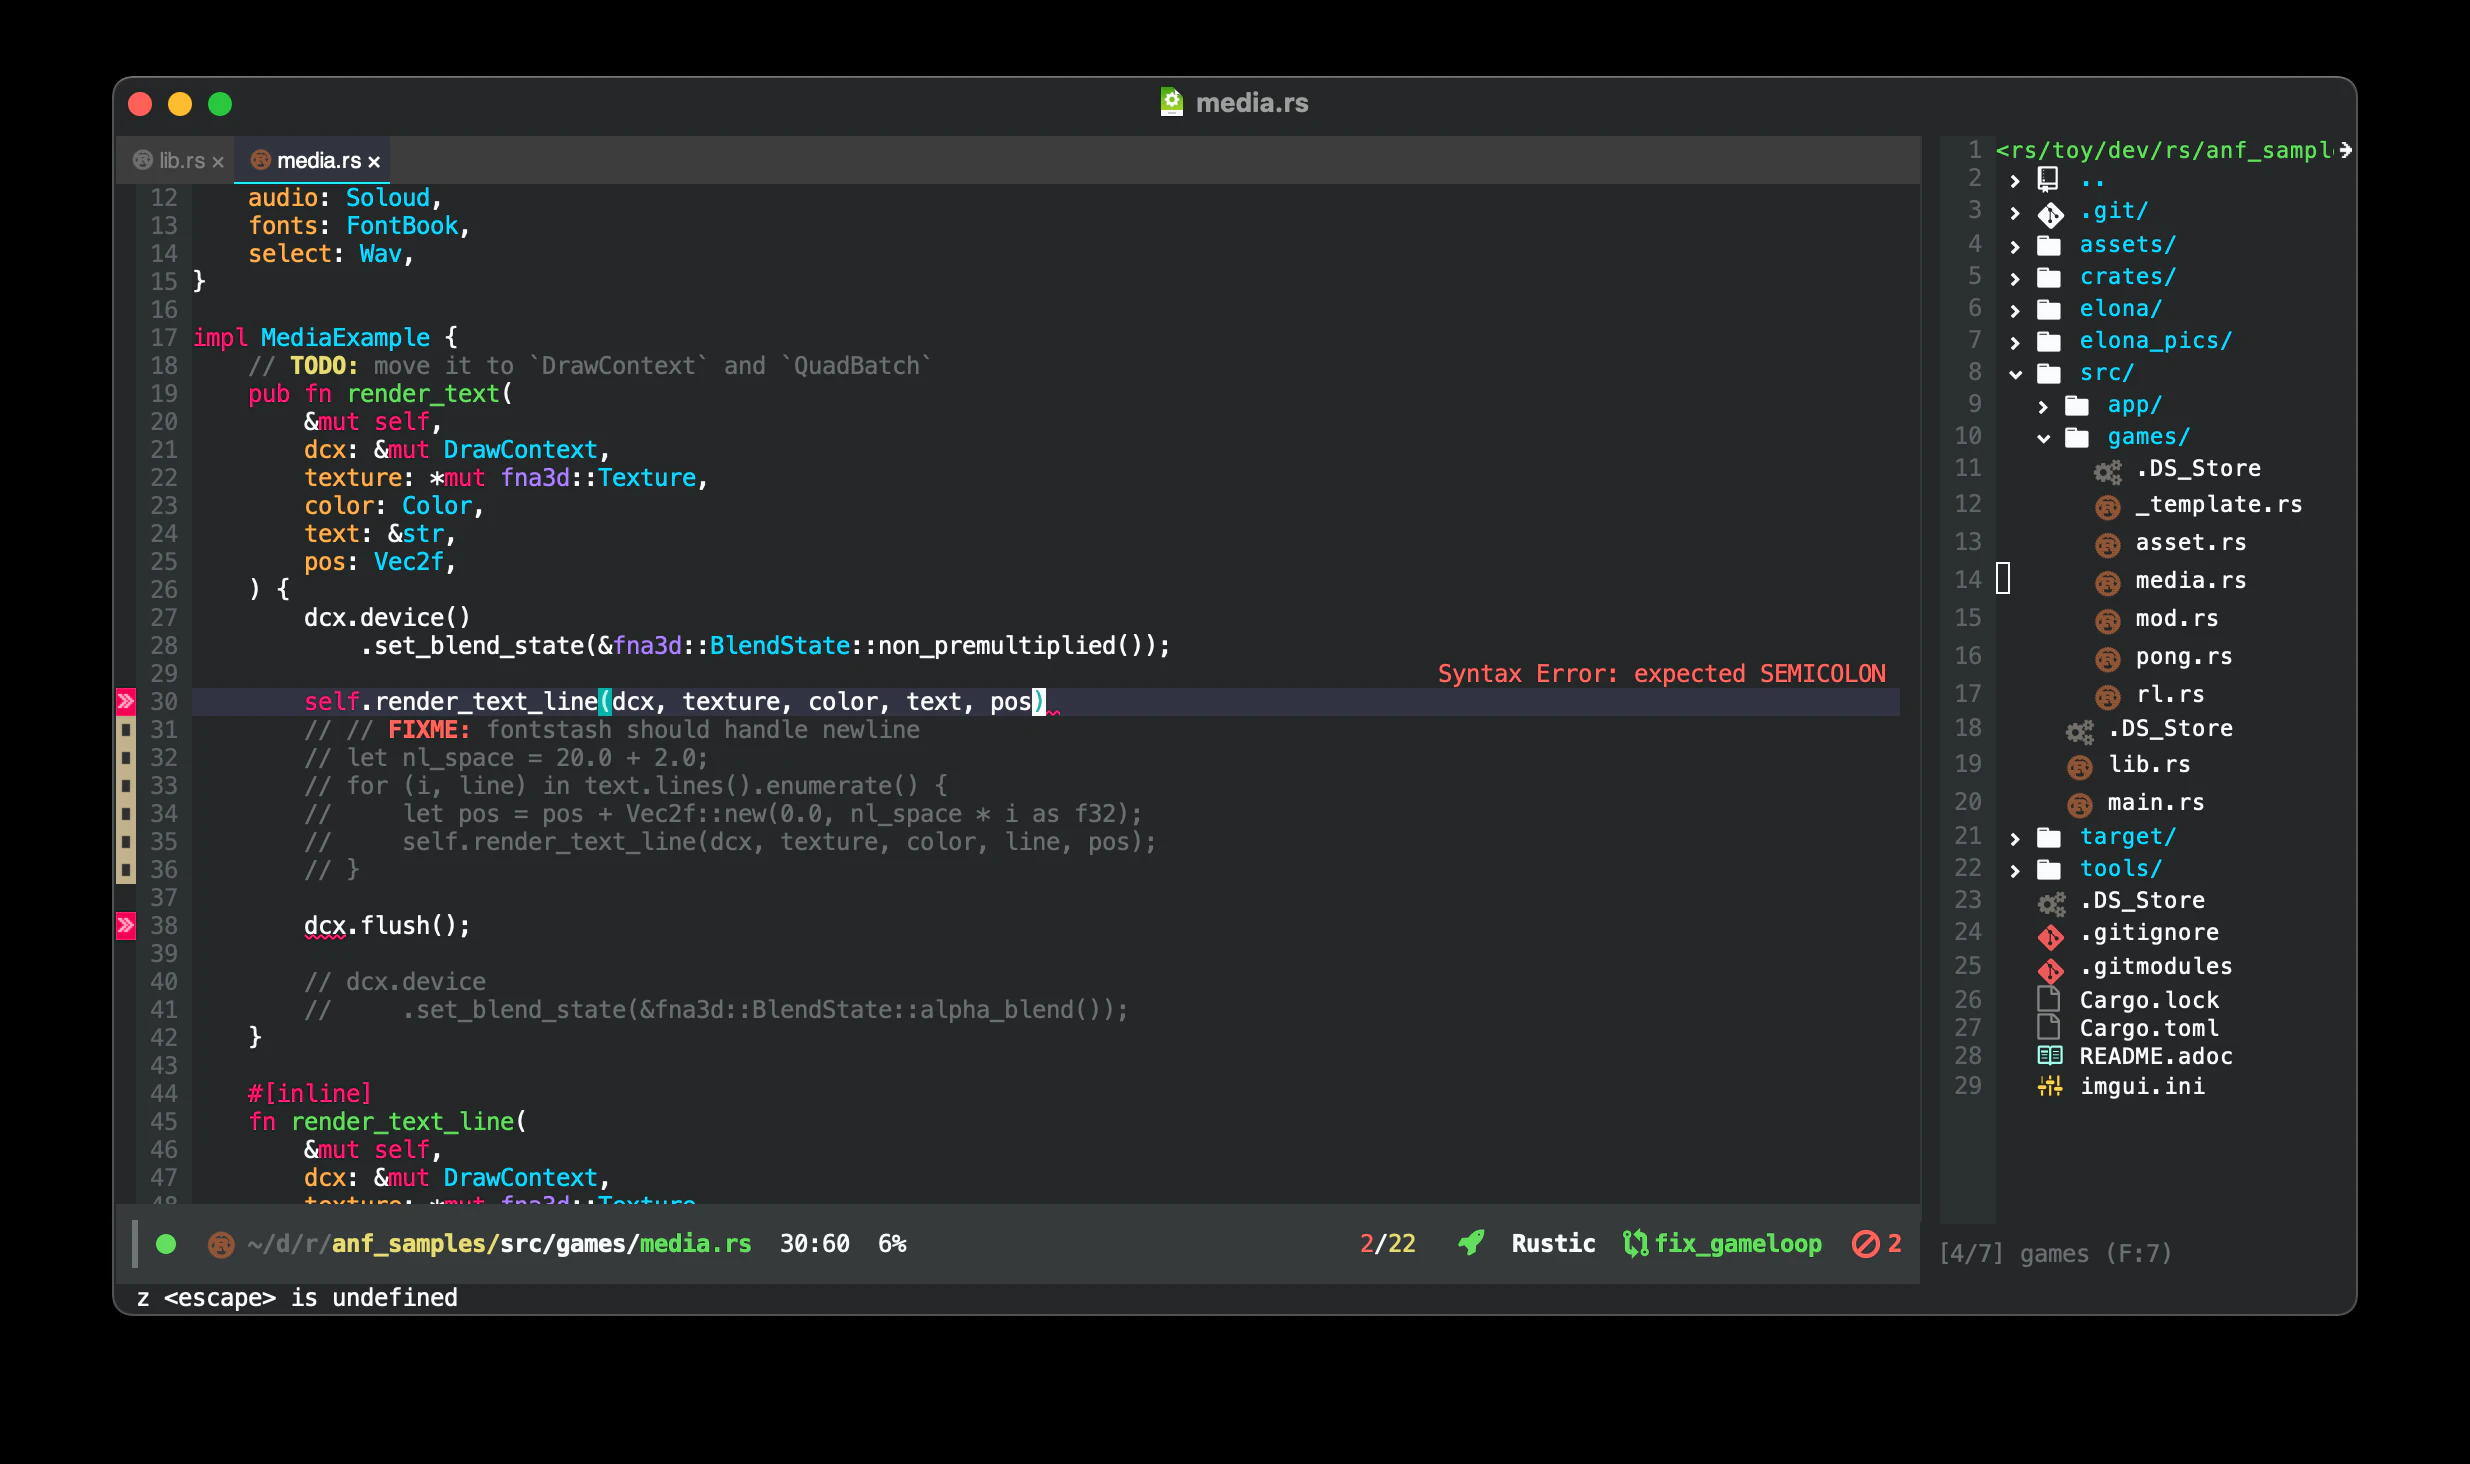 media.rs
lib.rs × media.rs ×
12     audio: Soloud,
13     fonts: FontBook,
14     select: Wav,
15 }
16
17 impl MediaExample {
18     // TODO: move it to `DrawContext` and `QuadBatch`
19     pub fn render_text(
20         &mut self,
21         dcx: &mut DrawContext,
22         texture: *mut fna3d::Texture,
23         color: Color,
24         text: &str,
25         pos: Vec2f,
26     ) {
27         dcx.device()
28             .set_blend_state(&fna3d::BlendState::non_premultiplied());
29 Syntax Error: expected SEMICOLON
30         self.render_text_line(dcx, texture, color, text, pos)
31         // // FIXME: fontstash should handle newline
32         // let nl_space = 20.0 + 2.0;
33         // for (i, line) in text.lines().enumerate() {
34         //     let pos = pos + Vec2f::new(0.0, nl_space * i as f32);
35         //     self.render_text_line(dcx, texture, color, line, pos);
36         // }
37
38         dcx.flush();
39
40         // dcx.device
41         //     .set_blend_state(&fna3d::BlendState::alpha_blend());
42     }
43
44     #[inline]
45     fn render_text_line(
46         &mut self,
47         dcx: &mut DrawContext,
48         texture: *mut fna3d::Texture
~/d/r/anf_samples/src/games/media.rs 30:60 6% 2/22 Rustic fix_gameloop 2
z <escape> is undefined
1 <rs/toy/dev/rs/anf_sampl
2 ..
3 .git/
4 assets/
5 crates/
6 elona/
7 elona_pics/
8 src/
9 app/
10 games/
11 .DS_Store
12 _template.rs
13 asset.rs
14 media.rs
15 mod.rs
16 pong.rs
17 rl.rs
18 .DS_Store
19 lib.rs
20 main.rs
21 target/
22 tools/
23 .DS_Store
24 .gitignore
25 .gitmodules
26 Cargo.lock
27 Cargo.toml
28 README.adoc
29 imgui.ini
[4/7] games (F:7)